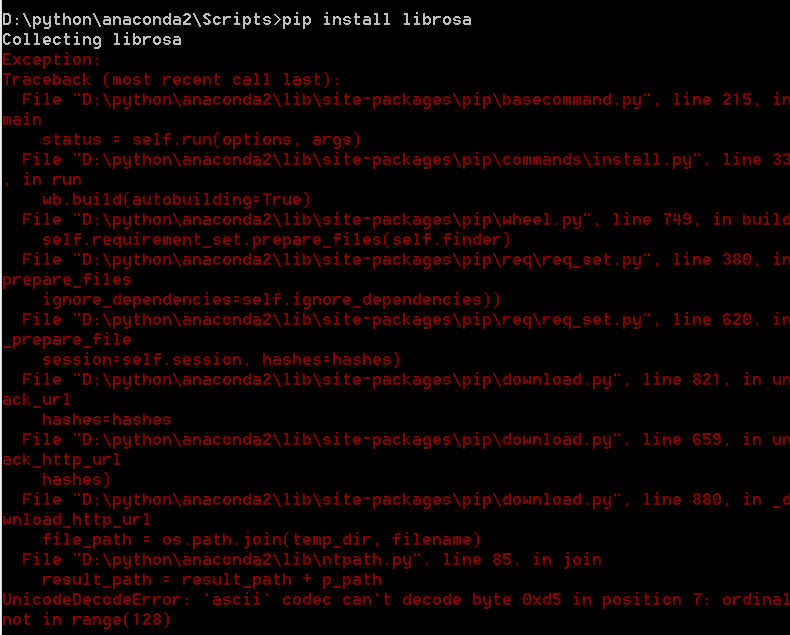 D:\python\anaconda2\Scripts>pip install librosa
Collecting librosa
Exception:
Traceback (most recent call last):
  File "D:\python\anaconda2\lib\site-packages\pip\basecommand.py", line 215, in
main
    status = self.run(options, args)
  File "D:\python\anaconda2\lib\site-packages\pip\commands\install.py", line 33
, in run
    wb.build(autobuilding=True)
  File "D:\python\anaconda2\lib\site-packages\pip\wheel.py", line 749, in build
    self.requirement_set.prepare_files(self.finder)
  File "D:\python\anaconda2\lib\site-packages\pip\req\req_set.py", line 380, in
prepare_files
    ignore_dependencies=self.ignore_dependencies))
  File "D:\python\anaconda2\lib\site-packages\pip\req\req_set.py", line 620, in
_prepare_file
    session=self.session, hashes=hashes)
  File "D:\python\anaconda2\lib\site-packages\pip\download.py", line 821, in un
ack_url
    hashes=hashes
  File "D:\python\anaconda2\lib\site-packages\pip\download.py", line 659, in un
ack_http_url
    hashes)
  File "D:\python\anaconda2\lib\site-packages\pip\download.py", line 880, in _d
wnload_http_url
    file_path = os.path.join(temp_dir, filename)
  File "D:\python\anaconda2\lib\ntpath.py", line 85, in join
    result_path = result_path + p_path
UnicodeDecodeError: 'ascii' codec can't decode byte 0xd5 in position 7: ordinal
not in range(128)